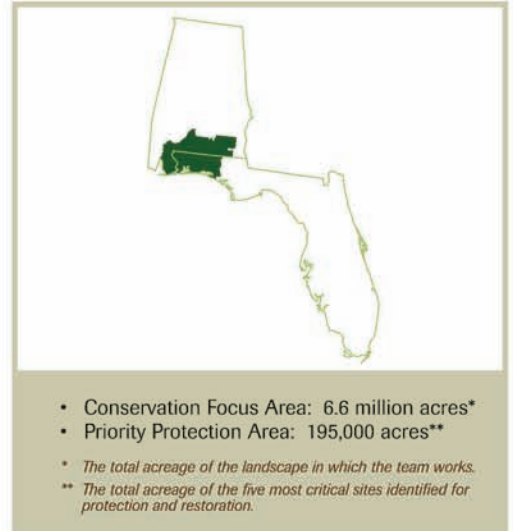 • Conservation Focus Area: 6.6 million acres*
• Priority Protection Area: 195,000 acres**
* The total acreage of the landscape in which the team works.
** The total acreage of the five most critical sites identified for
protection and restoration.